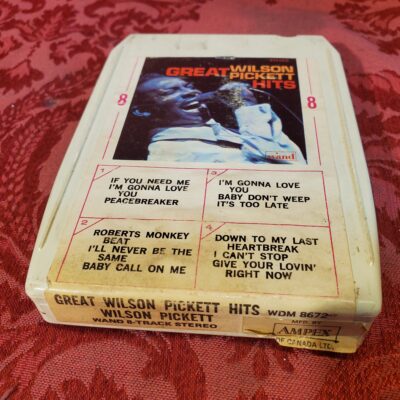 WILSON
GREAT PICKETT
HITS
wand
8
8
1
IF YOU NEED ME
I'M GONNA LOVE
YOU
PEACEBREAKER
3
I'M GONNA LOVE
YOU
BABY DON'T WEEP
IT'S TOO LATE
2
ROBERTS MONKEY
BEAT
I'LL NEVER BE THE
SAME
BABY CALL ON ME
4
DOWN TO MY LAST
HEARTBREAK
I CAN'T STOP
GIVE YOUR LOVIN'
RIGHT NOW
GREAT WILSON PICKETT HITS
WDM 8672
WILSON PICKETT
WAND 8-TRACK STEREO
MFG. BY
AMPEX
OF CANADA LTD.